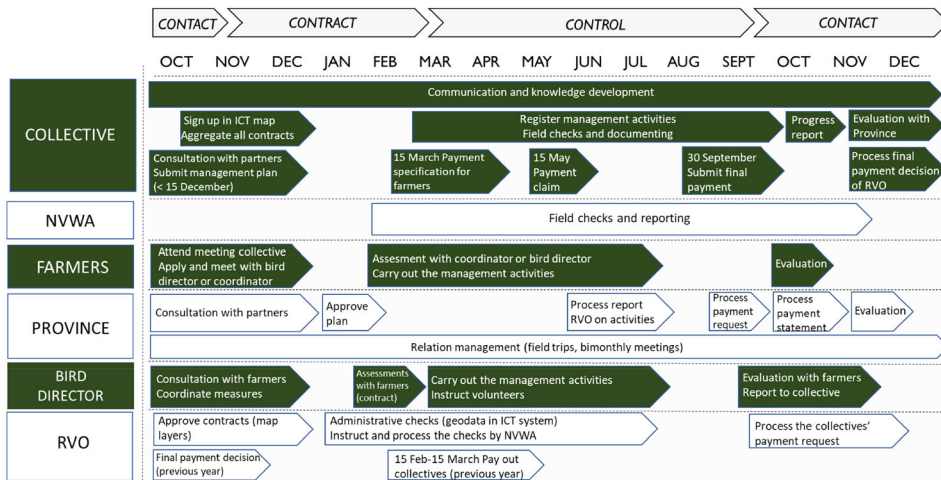 CONTACT CONTRACT CONTROL CONTACT
OCT NOV DEC JAN FEB MAR APR MAY JUN JUL AUG SEPT OCT NOV DEC
COLLECTIVE
Communication and knowledge development
Sign up in ICT map
Aggregate all contracts
Register management activities
Field checks and documenting
Progress
report
Evaluation with
Province
Consultation with partners
Submit management plan
(< 15 December)
15 March Payment
specification for
farmers
15 May
Payment
claim
30 September
Submit final
payment
Process final
payment decision
of RVO
NVWA
Field checks and reporting
FARMERS
Attend meeting collective
Apply and meet with bird
director or coordinator
Assesment with coordinator or bird director
Carry out the management activities
Evaluation
PROVINCE
Consultation with partners
Approve
plan
Process report
RVO on activities
Process
payment
request
Process
payment
statement
Evaluation
Relation management (field trips, bimonthly meetings)
BIRD
DIRECTOR
Consultation with farmers
Coordinate measures
Assessments
with farmers
(contract)
Carry out the management activities
Instruct volunteers
Evaluation with farmers
Report to collective
RVO
Approve contracts (map
layers)
Administrative checks (geodata in ICT system)
Instruct and process the checks by NVWA
Process the collectives'
payment request
Final payment decision
(previous year)
15 Feb-15 March Pay out
collectives (previous year)